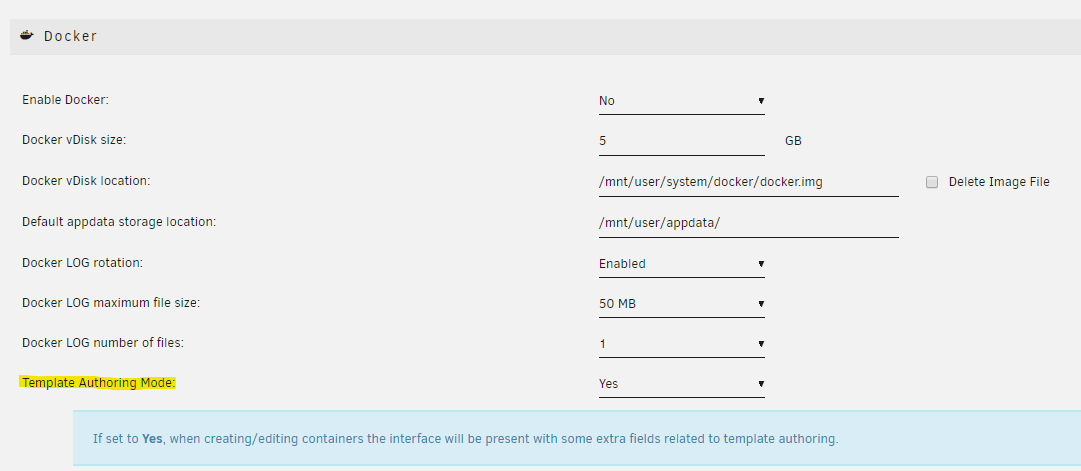 Docker
Enable Docker: No
Docker vDisk size: 5 GB
Docker vDisk location: /mnt/user/system/docker/docker.img Delete Image File
Default appdata storage location: /mnt/user/appdata/
Docker LOG rotation: Enabled
Docker LOG maximum file size: 50 MB
Docker LOG number of files: 1
Template Authoring Mode: Yes
If set to Yes, when creating/editing containers the interface will be present with some extra fields related to template authoring.